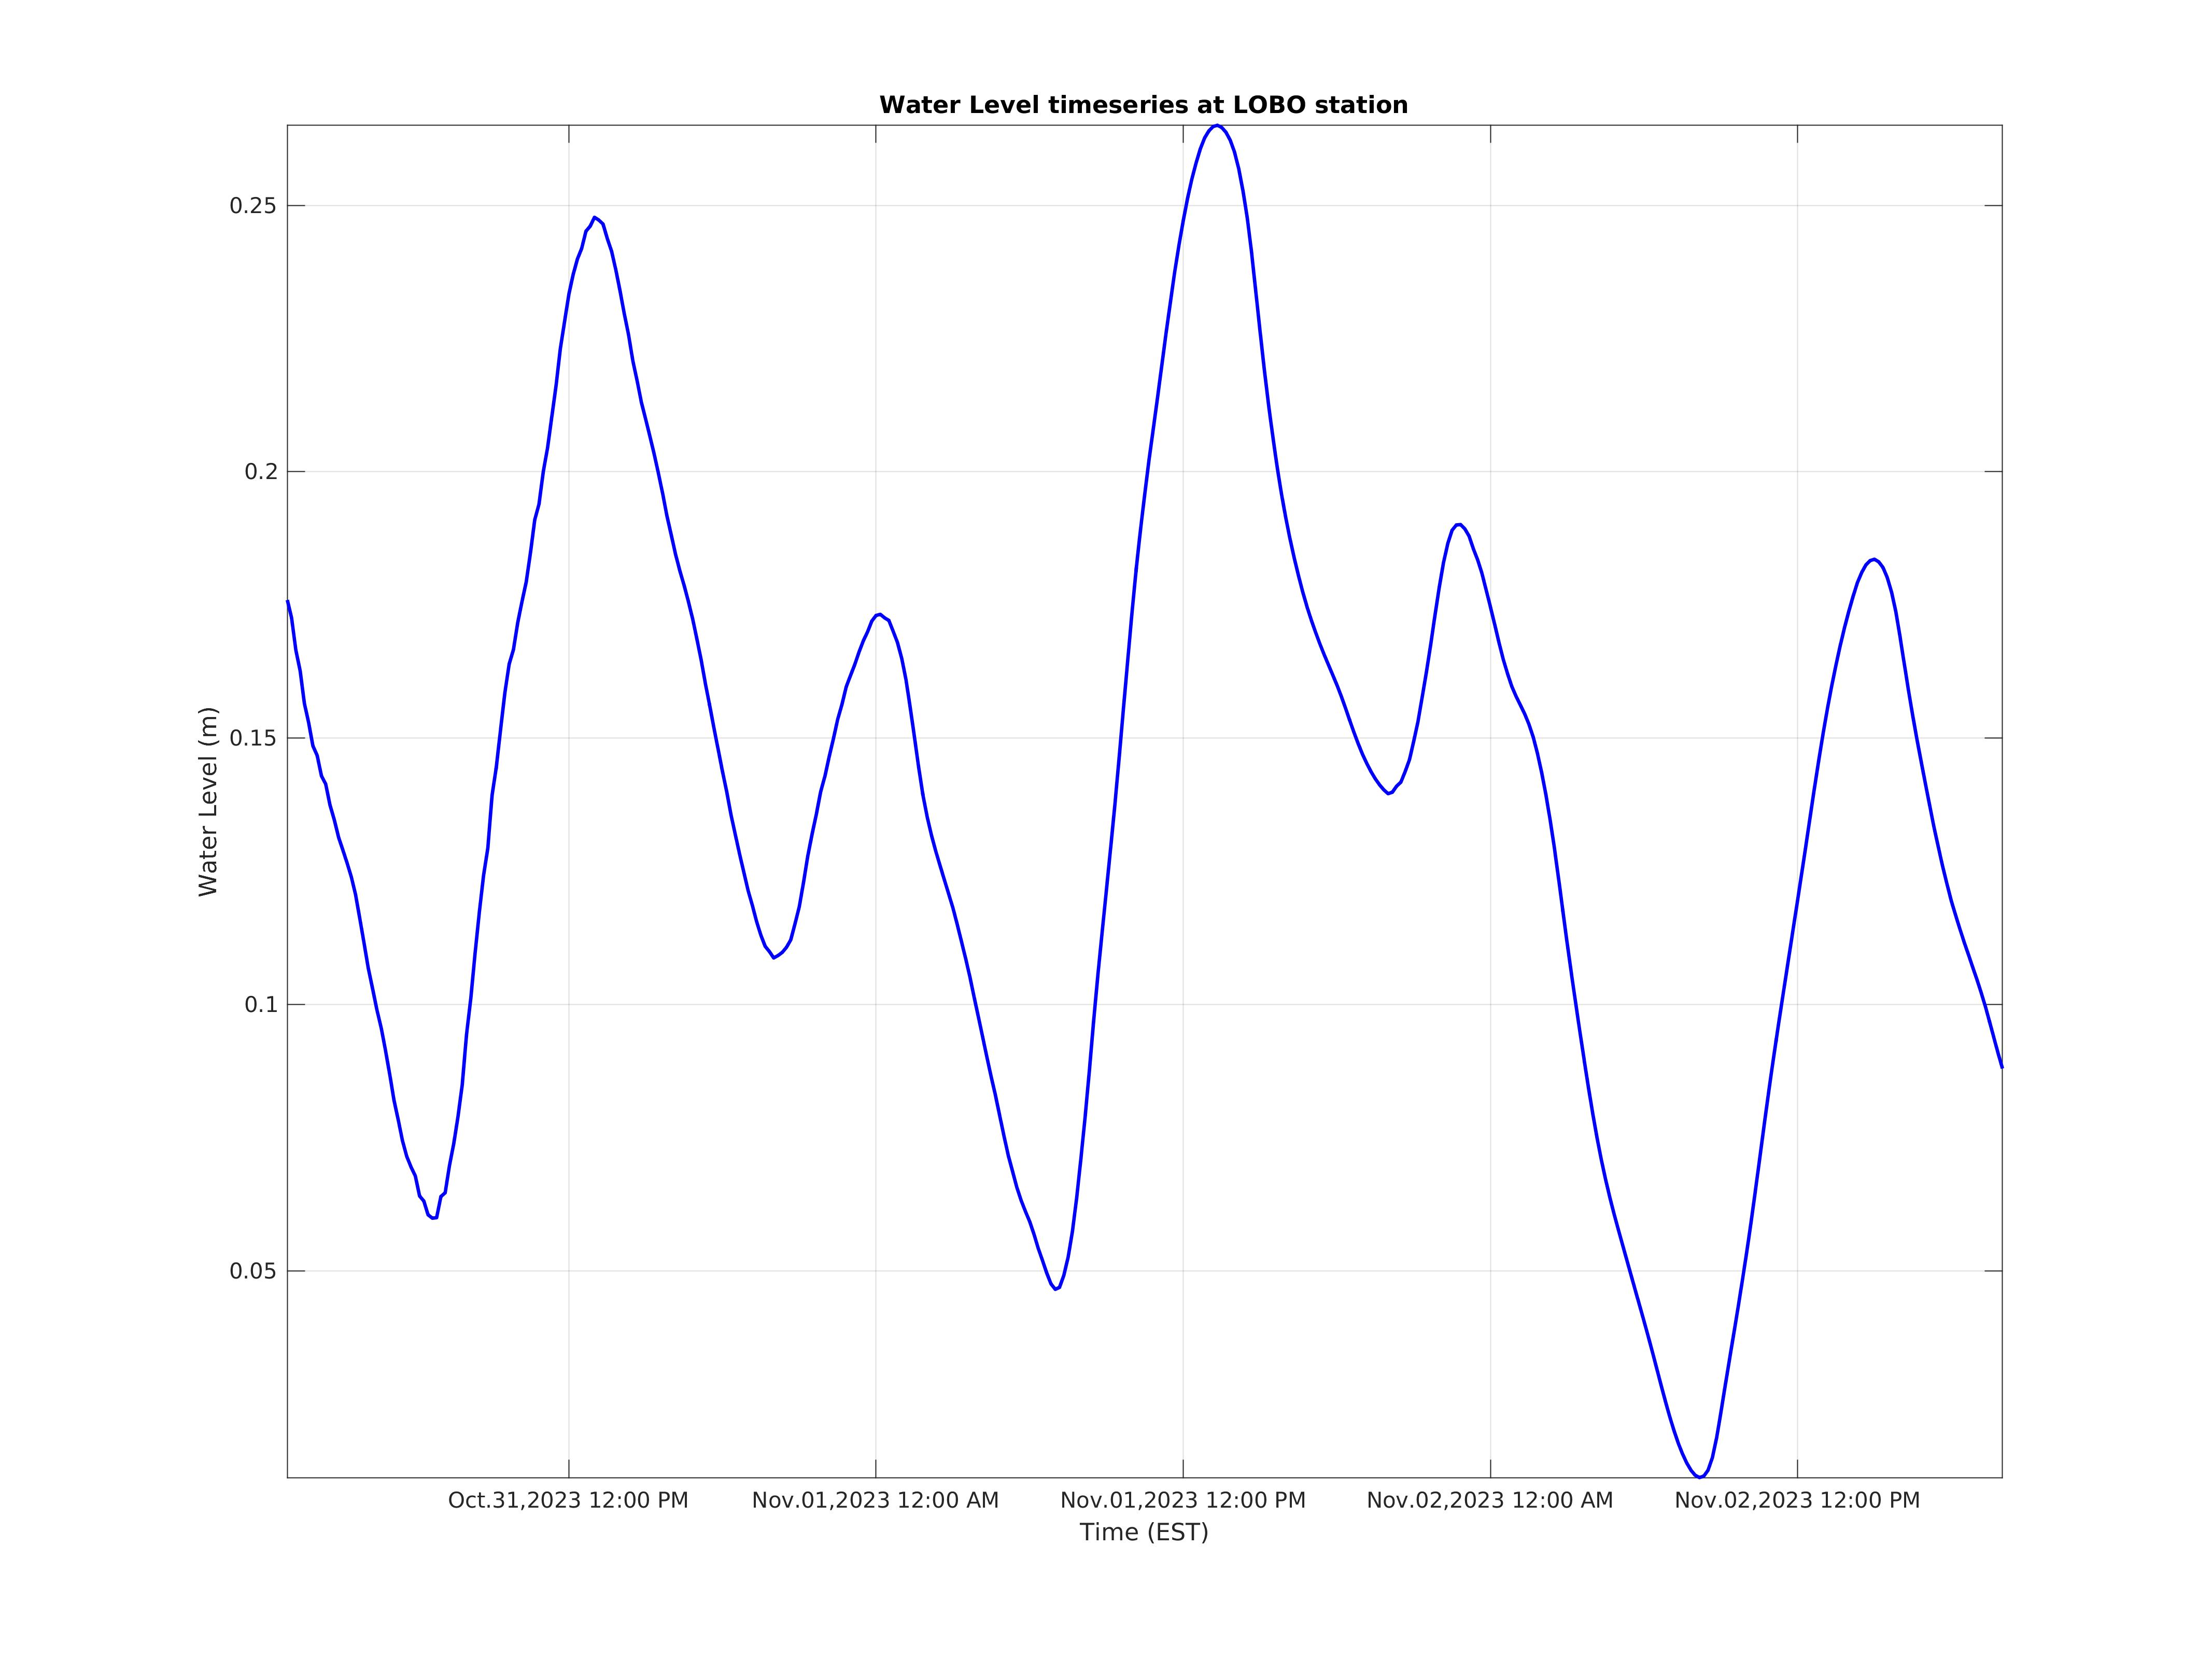 Water Level timeseries at LOBO station
0.25
0.2
0.15
0.1
0.05
Water Level (m)
Oct.31,2023 12:00 PM
Nov.01,2023 12:00 AM
Nov.01,2023 12:00 PM
Nov.02,2023 12:00 AM
Nov.02,2023 12:00 PM
Time (EST)